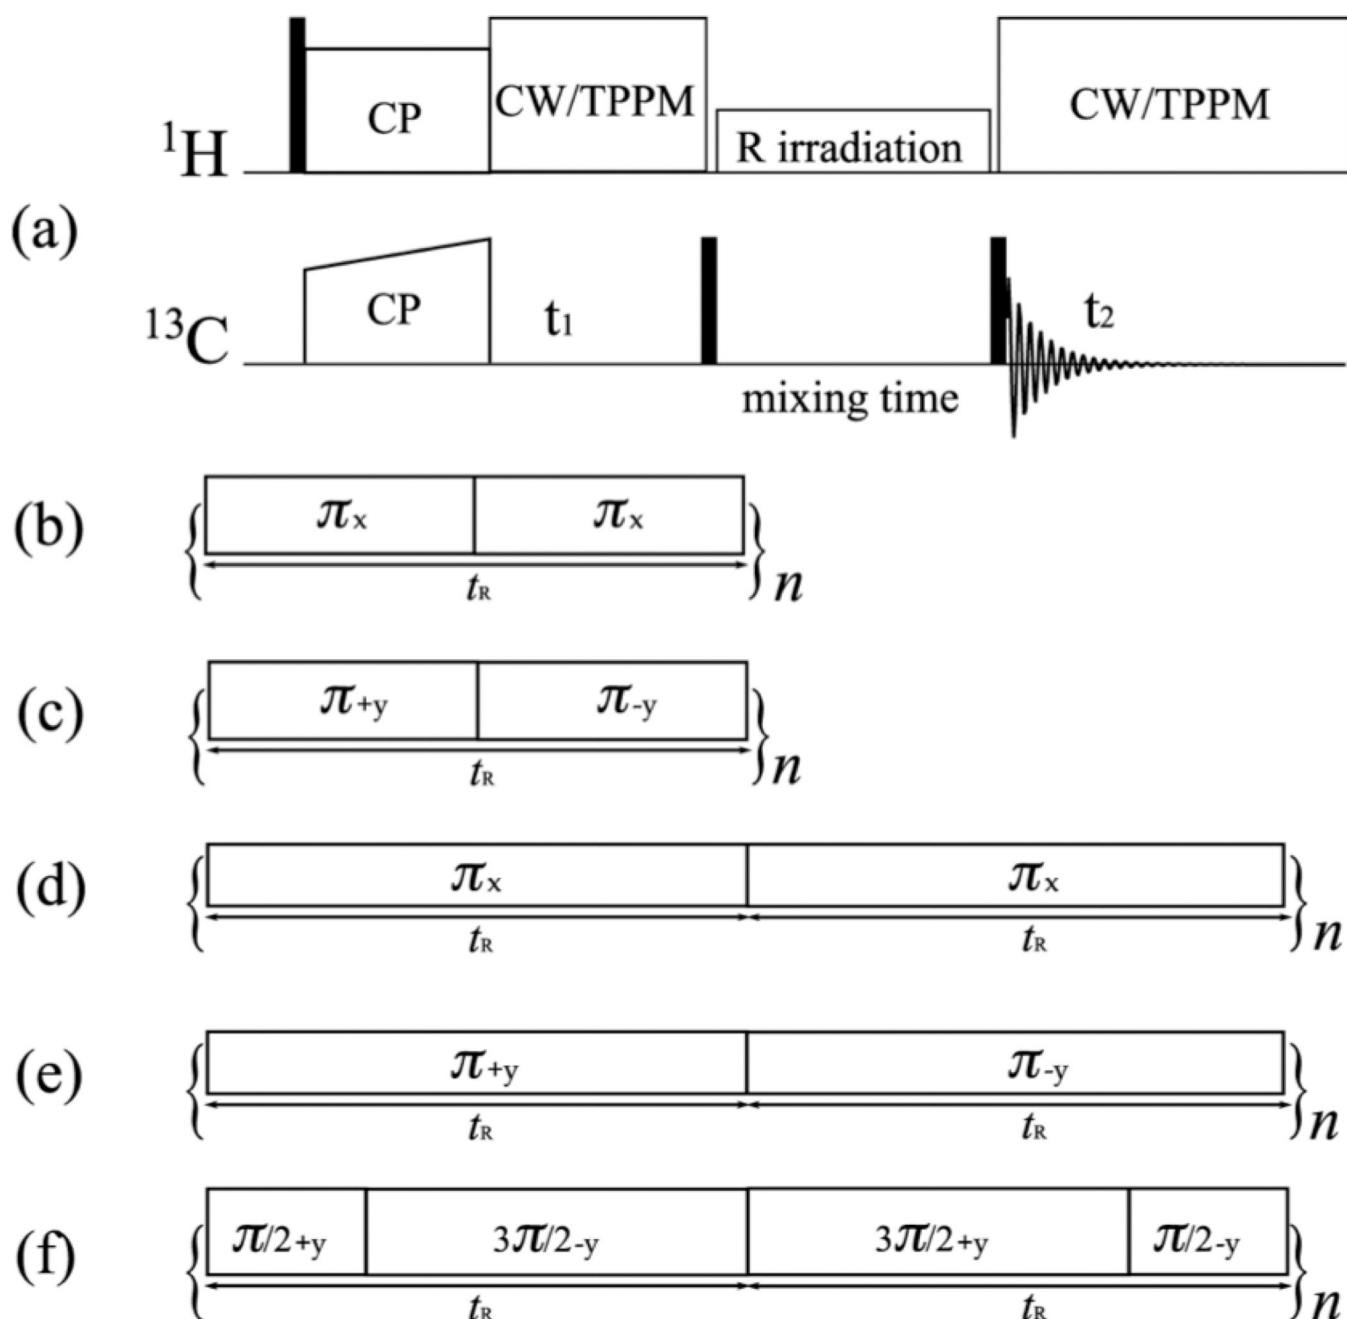 (a)
¹H CP CW/TPPM R irradiation CW/TPPM
¹³C CP t₁ mixing time t₂
(b) { πx πx }n
tR
(c) { π+y π-y }n
tR
(d) { πx πx }n
tR tR
(e) { π+y π-y }n
tR tR
(f) { π/2+y 3π/2-y 3π/2+y π/2-y }n
tR tR